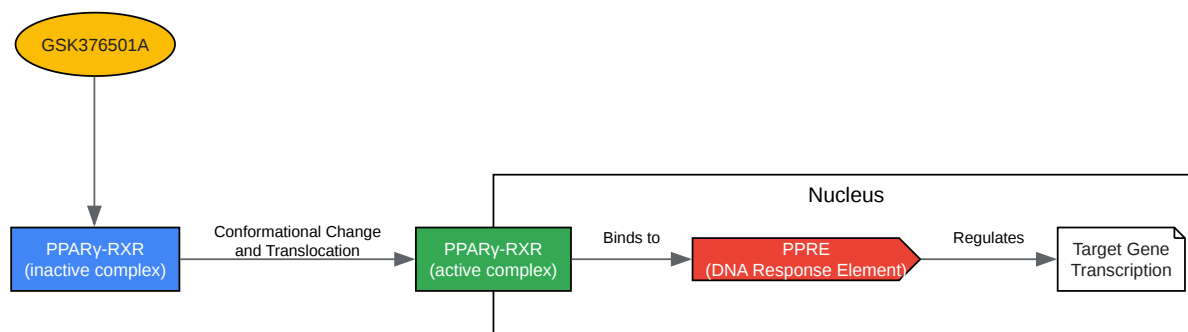 GSK376501A
Nucleus
PPARγ-RXR
(inactive complex)
Conformational Change
and Translocation
PPARγ-RXR
(active complex)
Binds to
PPRE
(DNA Response Element)
Regulates
Target Gene
Transcription